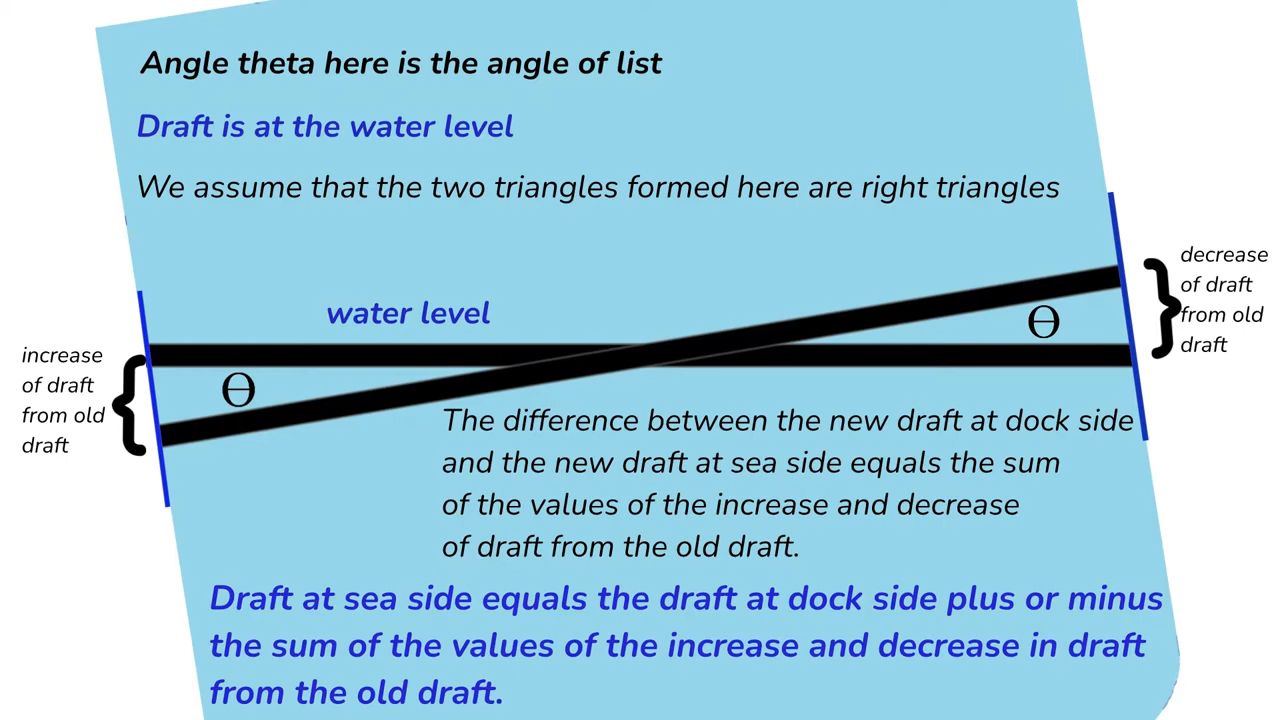 Angle theta here is the angle of list
Draft is at the water level
We assume that the two triangles formed here are right triangles
decrease
of draft
from old
draft
water level
ϴ
increase
of draft
from old
draft
ϴ
The difference between the new draft at dock side
and the new draft at sea side equals the sum
of the values of the increase and decrease
of draft from the old draft.
Draft at sea side equals the draft at dock side plus or minus
the sum of the values of the increase and decrease in draft
from the old draft.